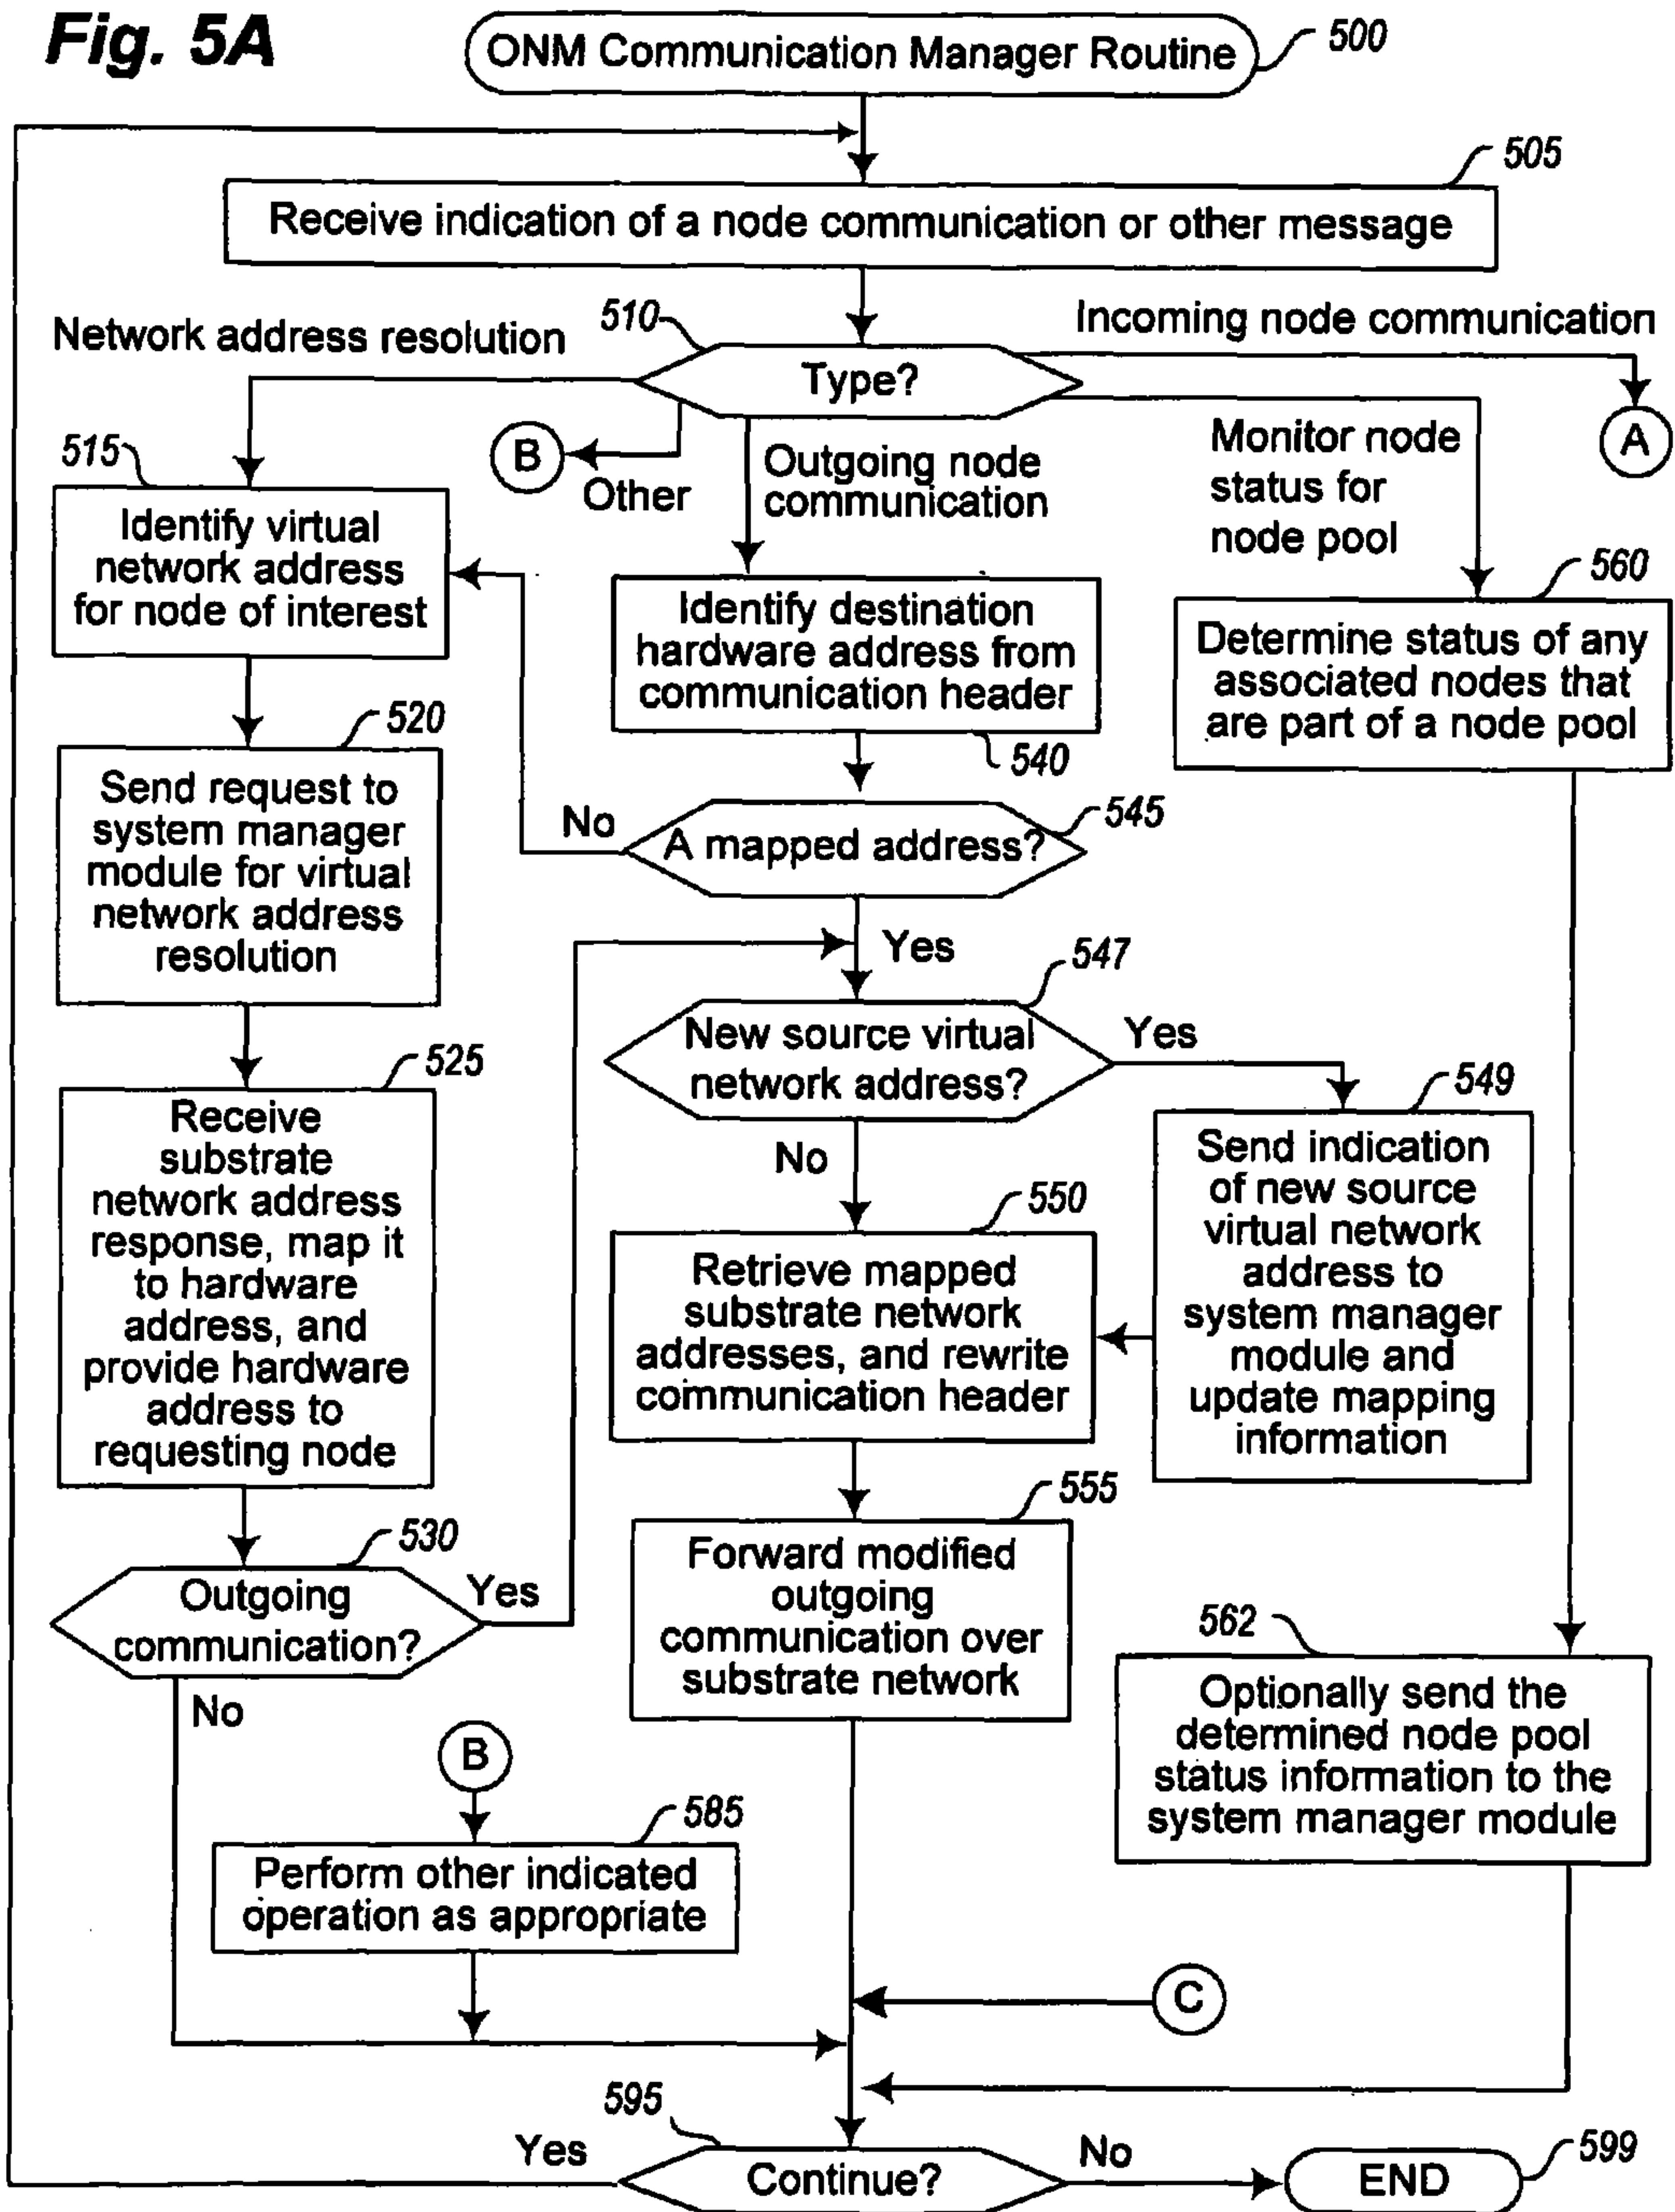 Fig. 5A
ONM Communication Manager Routine
500
505
Receive indication of a node communication or other message
Network address resolution
510
Type?
Incoming node communication
A
B
Other
Outgoing node
communication
Monitor node
status for
node pool
515
Identify virtual
network address
for node of interest
Identify destination
hardware address from
communication header
540
560
Determine status of any
associated nodes that
are part of a node pool
520
Send request to
system manager
module for virtual
network address
resolution
No
A mapped address?
545
Yes
547
New source virtual
network address?
Yes
No
525
Receive
substrate
network address
response, map it
to hardware
address, and
provide hardware
address to
requesting node
549
Send indication
of new source
virtual network
address to
system manager
module and
update mapping
information
550
Retrieve mapped
substrate network
addresses, and rewrite
communication header
530
Outgoing
communication?
Yes
No
555
Forward modified
outgoing
communication over
substrate network
562
Optionally send the
determined node pool
status information to the
system manager module
B
585
Perform other indicated
operation as appropriate
C
595
Yes
Continue?
No
END
599